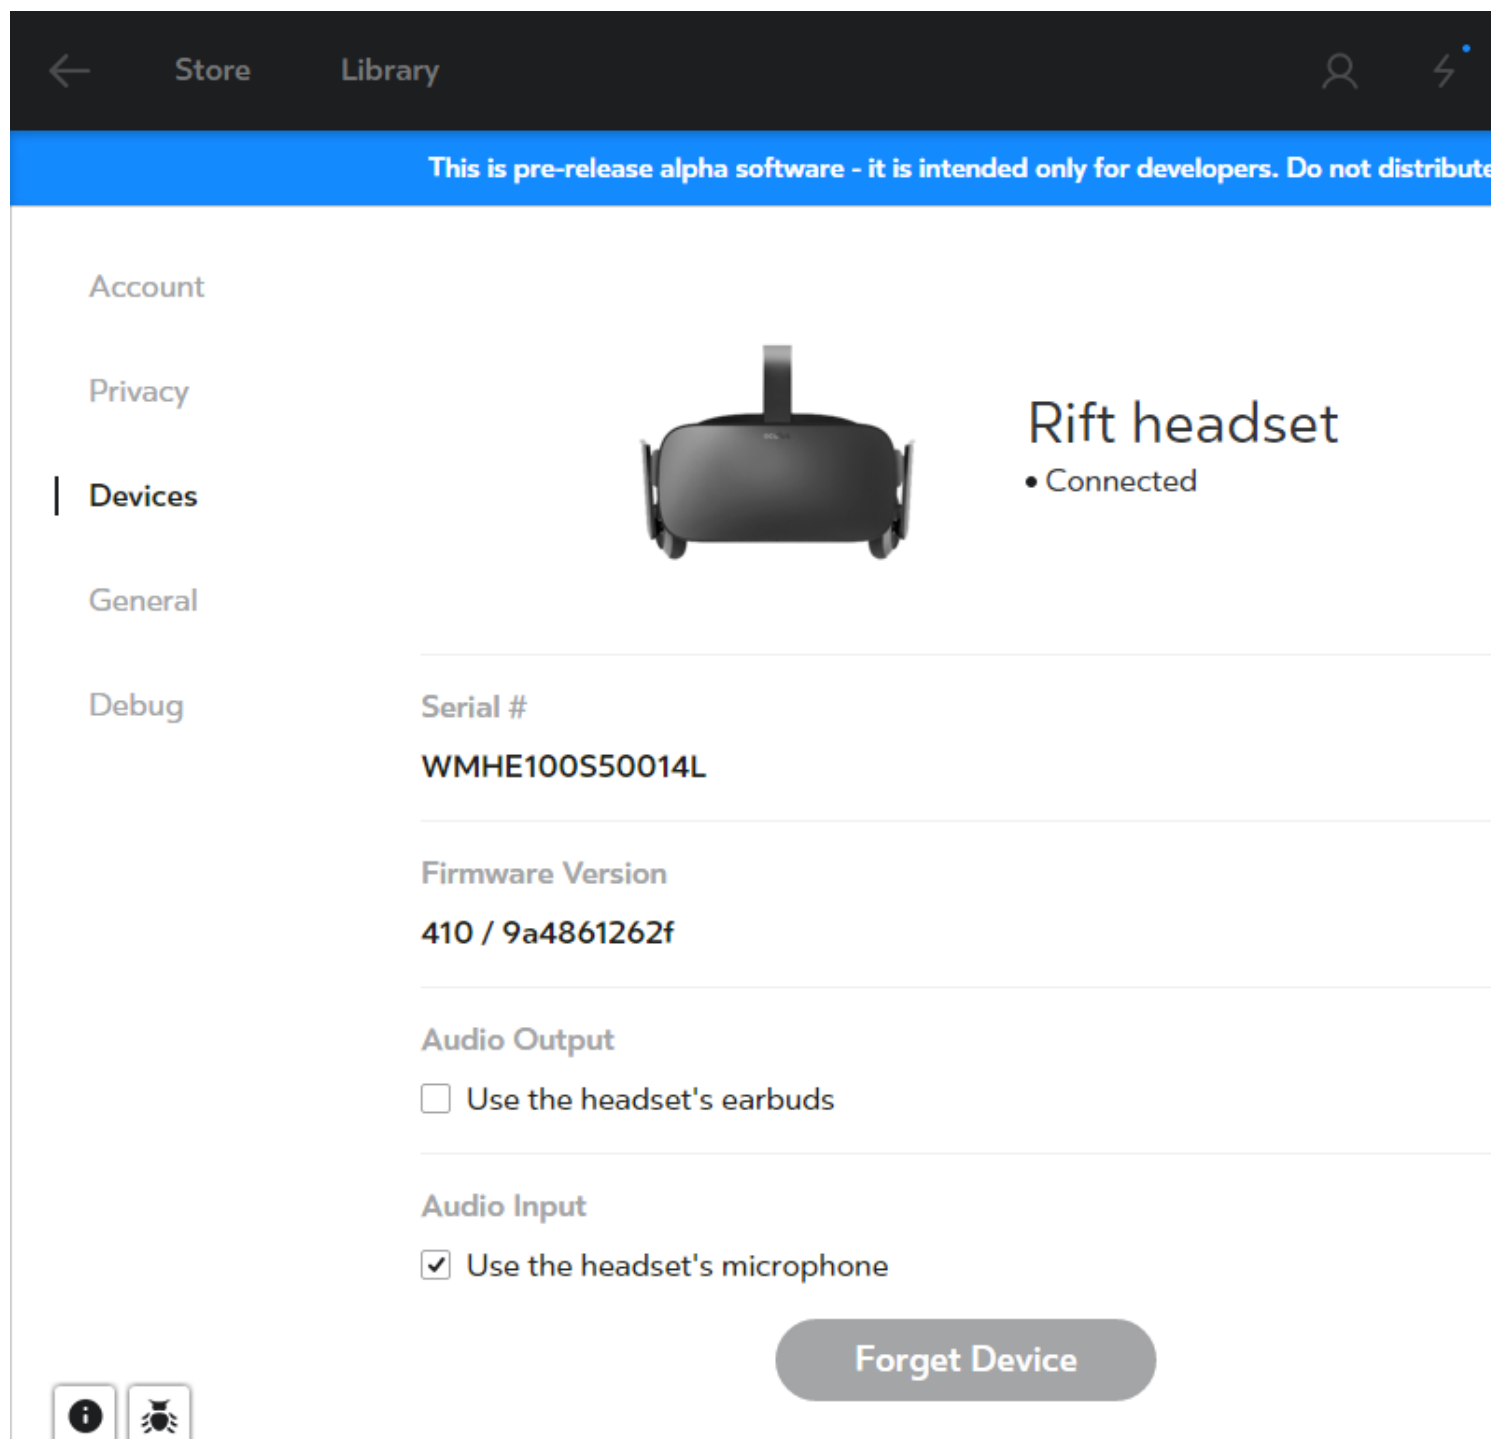 Store Library
This is pre-release alpha software - it is intended only for developers. Do not distribute
Account
Privacy
Devices
General
Debug
Rift headset
• Connected
Serial #
WMHE100S50014L
Firmware Version
410 / 9a4861262f
Audio Output
Use the headset's earbuds
Audio Input
Use the headset's microphone
Forget Device